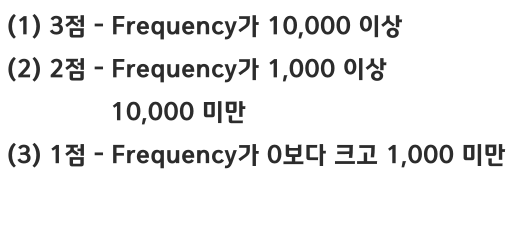 (1) 3점 - Frequency가 10,000 이상
(2) 2점 - Frequency가 1,000 이상
10,000 미만
(3) 1점 - Frequency가 0보다 크고 1,000 미만